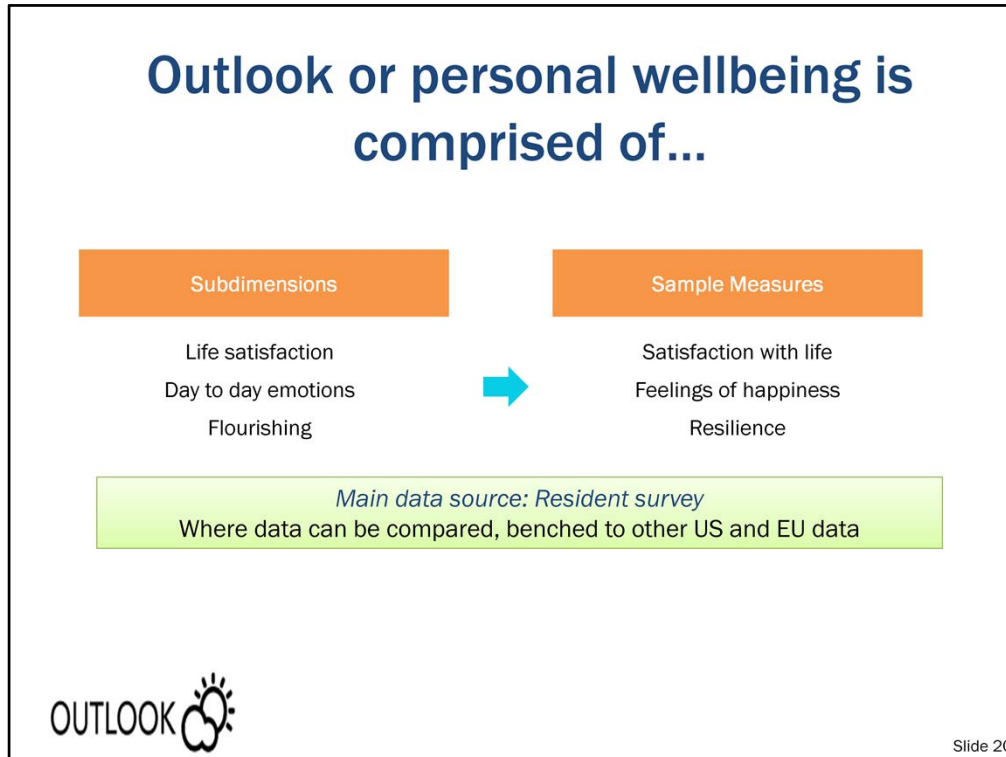 Outlook or personal wellbeing is
comprised of...
Subdimensions
Life satisfaction
Day to day emotions
Flourishing
Sample Measures
Satisfaction with life
Feelings of happiness
Resilience
Main data source: Resident survey
Where data can be compared, benched to other US and EU data
OUTLOOK
Slide 20